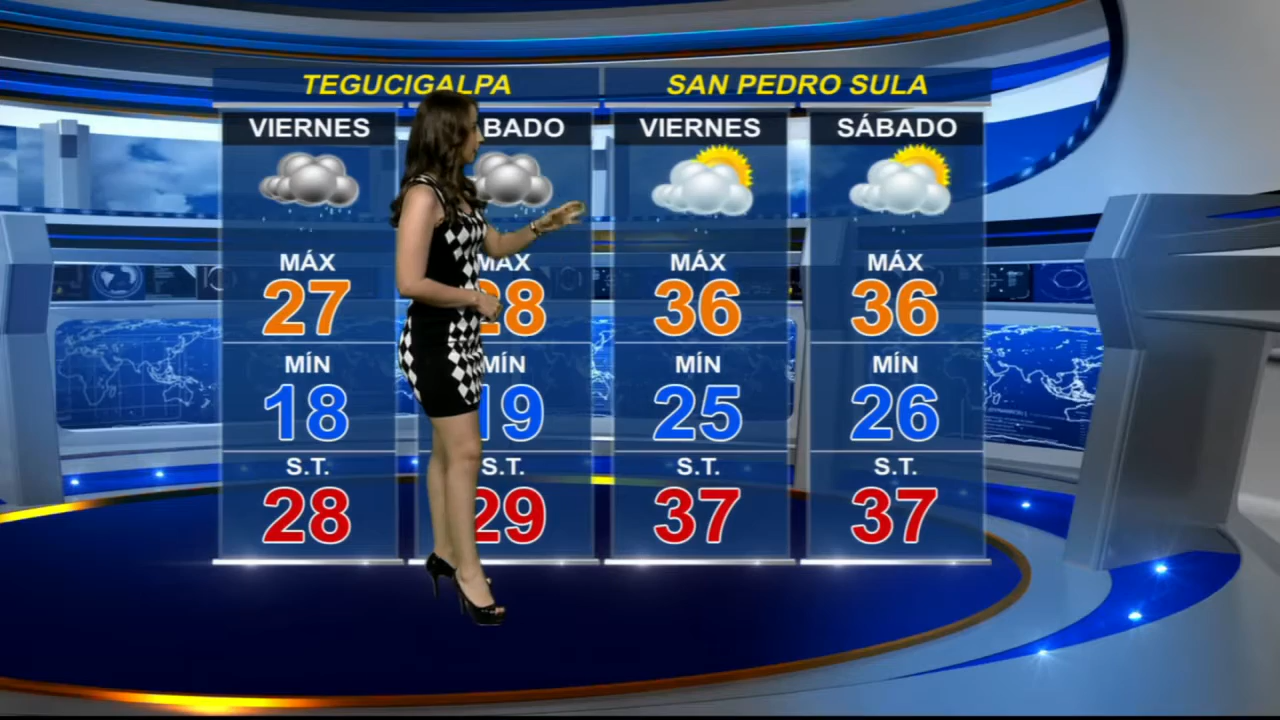 TEGUCIGALPA
SAN PEDRO SULA
VIERNES
BADO
VIERNES
SÁBADO
MÁX
MÁX
MÁX
MÁX
27
28
36
36
MÍN
MÍN
MÍN
MÍN
18
19
25
26
S.T.
S.T.
S.T.
S.T.
28
29
37
37